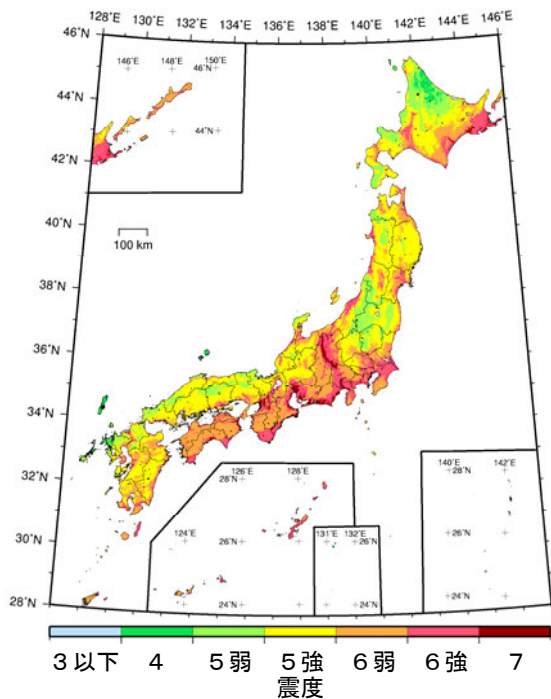 128˚E 130˚E 132˚E 134˚E 136˚E 138˚E 140˚E 142˚E 144˚E 146˚E
46˚N
146˚E 148˚E 150˚E
46˚N
44˚N
44˚N
42˚N
40˚N
100 km
38˚N
36˚N
34˚N
32˚N
126˚E 128˚E
28˚N
140˚E 142˚E
28˚N
30˚N
124˚E
26˚N
131˚E 132˚E
26˚N
26˚N
28˚N
24˚N
24˚N
24˚N
3以下 4 5弱 5強 6弱 6強 7
震度